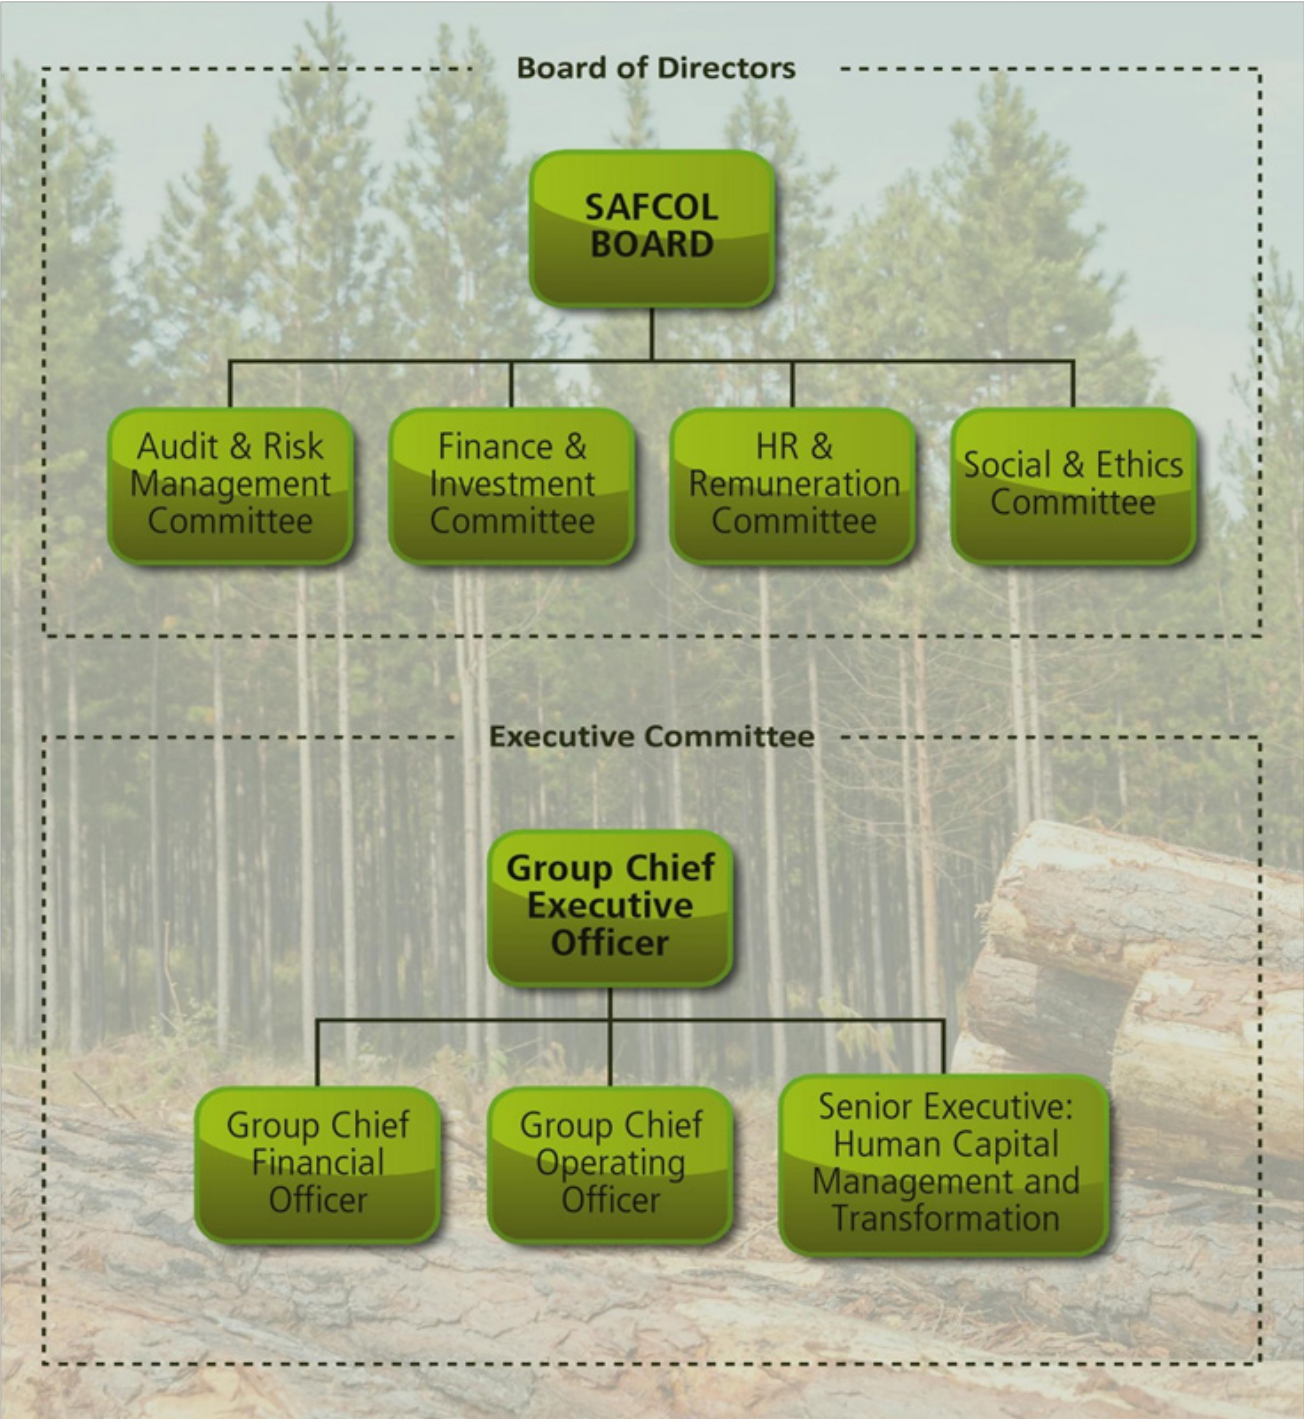 Board of Directors
SAFCOL
BOARD
Audit & Risk
Management
Committee
Finance &
Investment
Committee
HR &
Remuneration
Committee
Social & Ethics
Committee
Executive Committee
Group Chief
Executive
Officer
Group Chief
Financial
Officer
Group Chief
Operating
Officer
Senior Executive:
Human Capital
Management and
Transformation